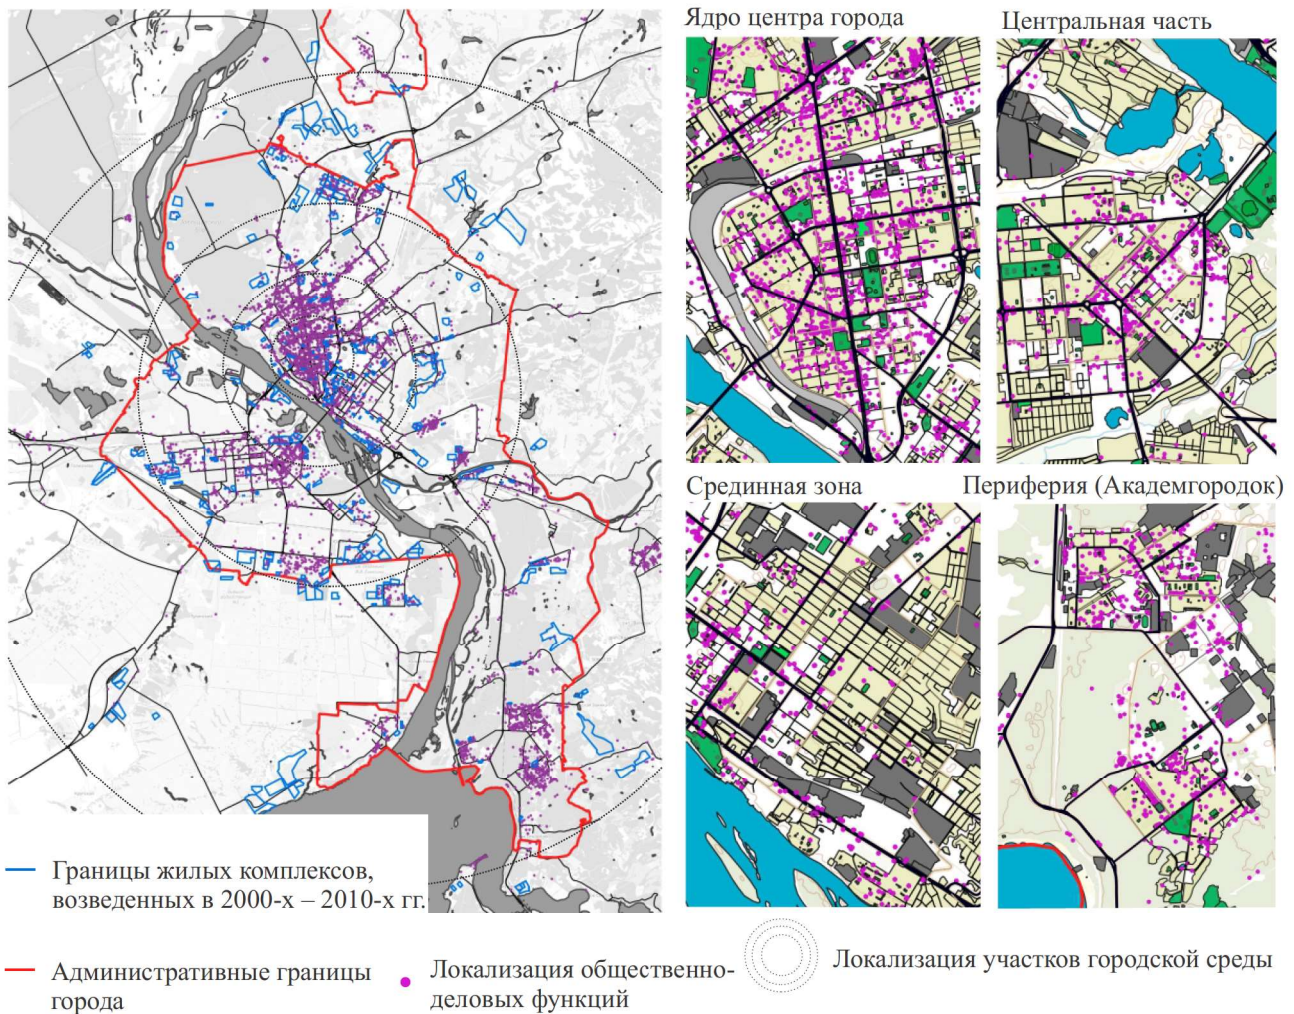 Ядро центра города
Центральная часть
Срединная зона
Периферия (Академгородок)
Границы жилых комплексов,
возведенных в 2000-х – 2010-х гг.
Административные границы
города
Локализация общественно-
деловых функций
Локализация участков городской среды